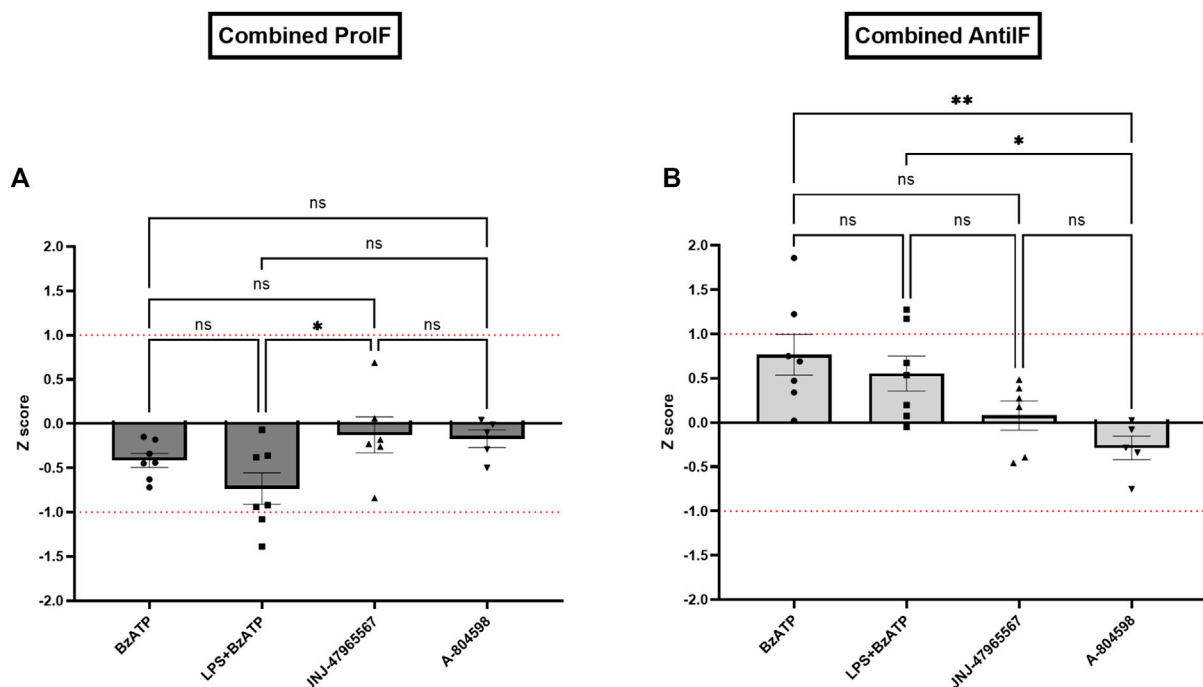 Combined ProIF
Combined AntiIF
A
ns
ns
ns
ns
*
ns
Z score
2.0
1.5
1.0
0.5
0.0
-0.5
-1.0
-1.5
-2.0
BzATP
LPS+BzATP
JNJ-47965567
A-804598
B
**
*
ns
ns
ns
ns
Z score
2.0
1.5
1.0
0.5
0.0
-0.5
-1.0
-1.5
-2.0
BzATP
LPS+BzATP
JNJ-47965567
A-804598